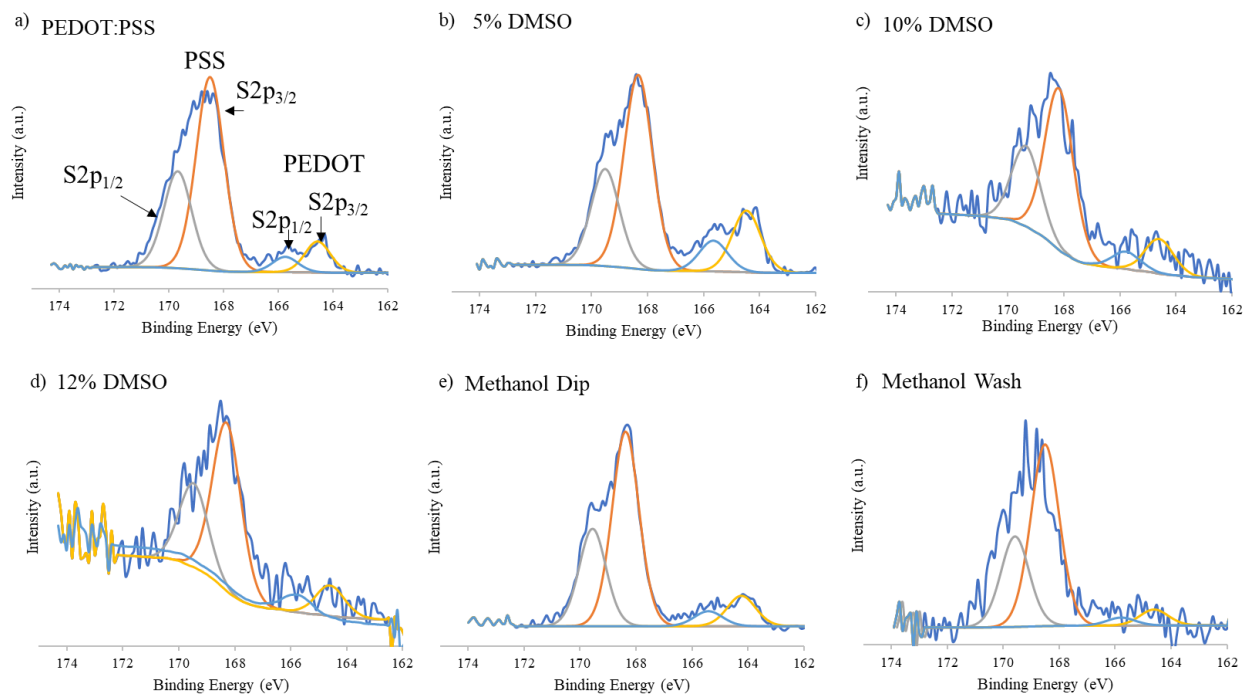 a) PEDOT:PSS
PSS
S2p3/2
PEDOT
S2p1/2
S2p1/2
S2p3/2
Intensity (a.u.)
174 172 170 168 166 164 162
Binding Energy (eV)
b) 5% DMSO
Intensity (a.u.)
174 172 170 168 166 164 162
Binding Energy (eV)
c) 10% DMSO
Intensity (a.u.)
174 172 170 168 166 164 162
Binding Energy (eV)
d) 12% DMSO
Intensity (a.u.)
174 172 170 168 166 164 162
Binding Energy (eV)
e) Methanol Dip
Intensity (a.u.)
174 172 170 168 166 164 162
Binding Energy (eV)
f) Methanol Wash
Intensity (a.u.)
174 172 170 168 166 164 162
Binding Energy (eV)